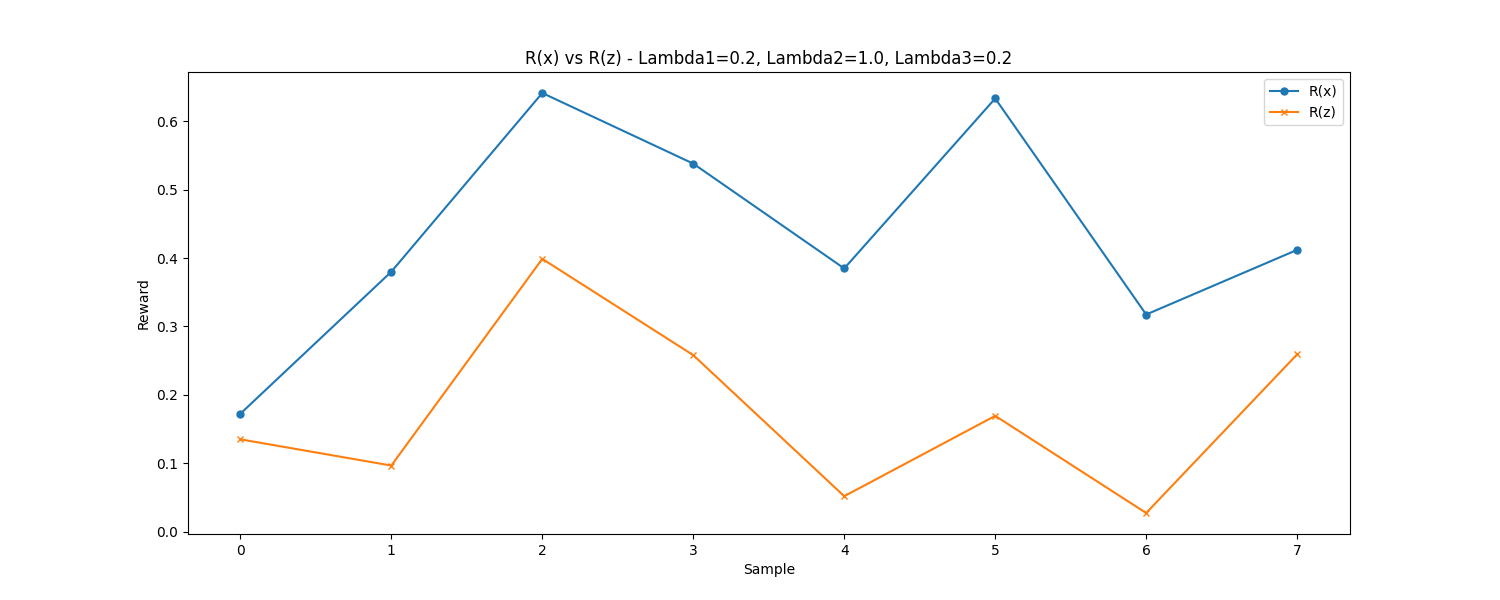 R(x) vs R(z) - Lambda1=0.2, Lambda2=1.0, Lambda3=0.2
R(x)
R(z)
Reward
0.6
0.5
0.4
0.3
0.2
0.1
0.0
0 1 2 3 4 5 6 7
Sample